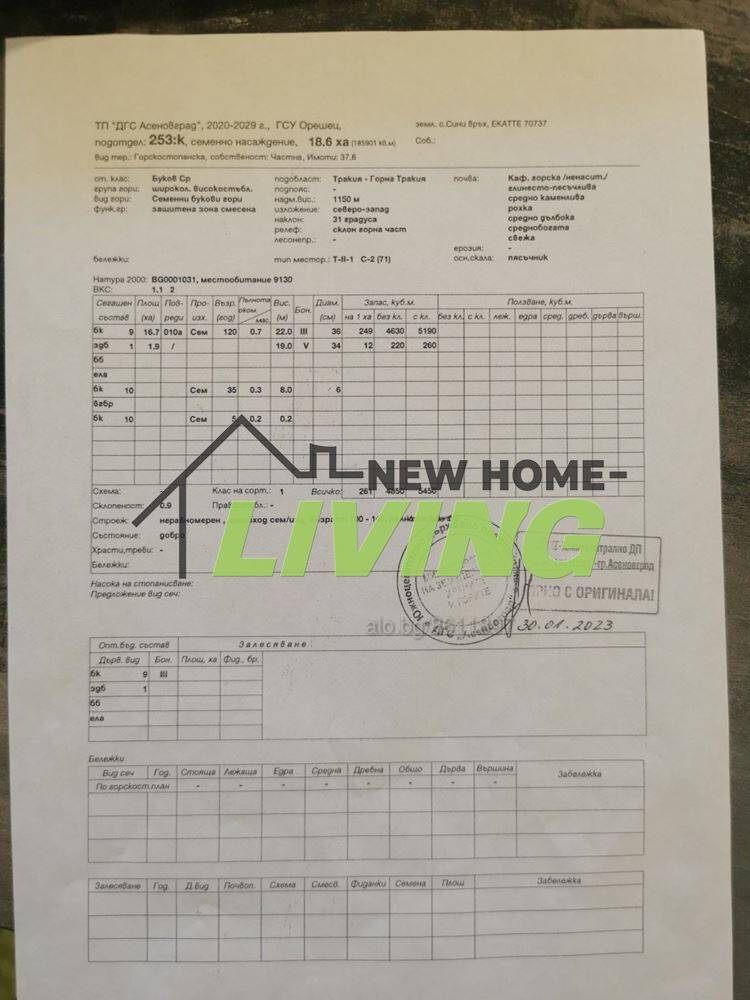 ТП "ДГС Асеновград", 2020-2029 г., ГСУ Орешец,
земл. с.Сини връх, ЕКАТТЕ 70737
подотдел: 253:k, семенно насаждение, 18,6 ха (185901 кв.м)
Соб.:
Вид тер.: Горскостопанска, собственост: Частна, Имоти: 37,6
ст. клас: Буков Ср подобласт: Тракия - Горна Тракия почва: Каф. горска /ненасит./
група гори: широкол. високостъбл. подпояс: - глинесто-песъчлива
вид гори: Семенни букови гори надм.вис.: 1150 м средно каменлива
функ.гр: защитена зона смесена изложение: северо-запад рохка
наклон: 31 градуса средно дълбока
релеф: склон горна част среднобогата
лесонепр.: - свежа
ерозия: -
бележки: тип местор.: Т-II-1 С-2 (71) осн.скала: пясъчник
Натура 2000: BG0001031, местообитание 9130
ВКС: 1.1 2
Сегашен състав Площ (ха) Пов-реди Про-изх. Възр. (год) Пълнота оком. мас. Вис. (м) Бон. Диам. (см) Запас, куб.м. Ползване, куб.м.
на 1 ха без кл. с кл. без кл. с кл. леж. едра сред. дреб. дърва върш.
бк 9 16.7 010а Сем 120 0.7 22.0 III 36 249 4630 5190
здб 1 1.9 / 19.0 V 34 12 220 260
бб
ела
бк 10 Сем 35 0.3 8.0 6
вгбр
бк 10 Сем 5 0.2 0.2
NEW HOME-
LIVING
Схема: - Клас на сорт.: 1 Всичко: 261 4850 5450
Склопеност: 0.9
Строеж:
Състояние: добро
Храсти,треви: -
Бележки:
Насока на стопанисване:
Предложение вид сеч:
гр.Асеновград
С ОРИГИНАЛА!
alo.bg
30.01.2023
Опт.бъд. състав Залесяване
Дърв. вид Бон. Площ, ха Фид., бр.
бк 9 III
здб 1
бб
ела
Бележки
Вид сеч Год. Стояща Лежаща Едра Средна Дребна Общо Дърва Вършина Забележка
По горскост.план - - - - - - - -
Залесяване Год. Д.вид Почвоп. Схема Смесв. Фиданки Семена Площ Забележка